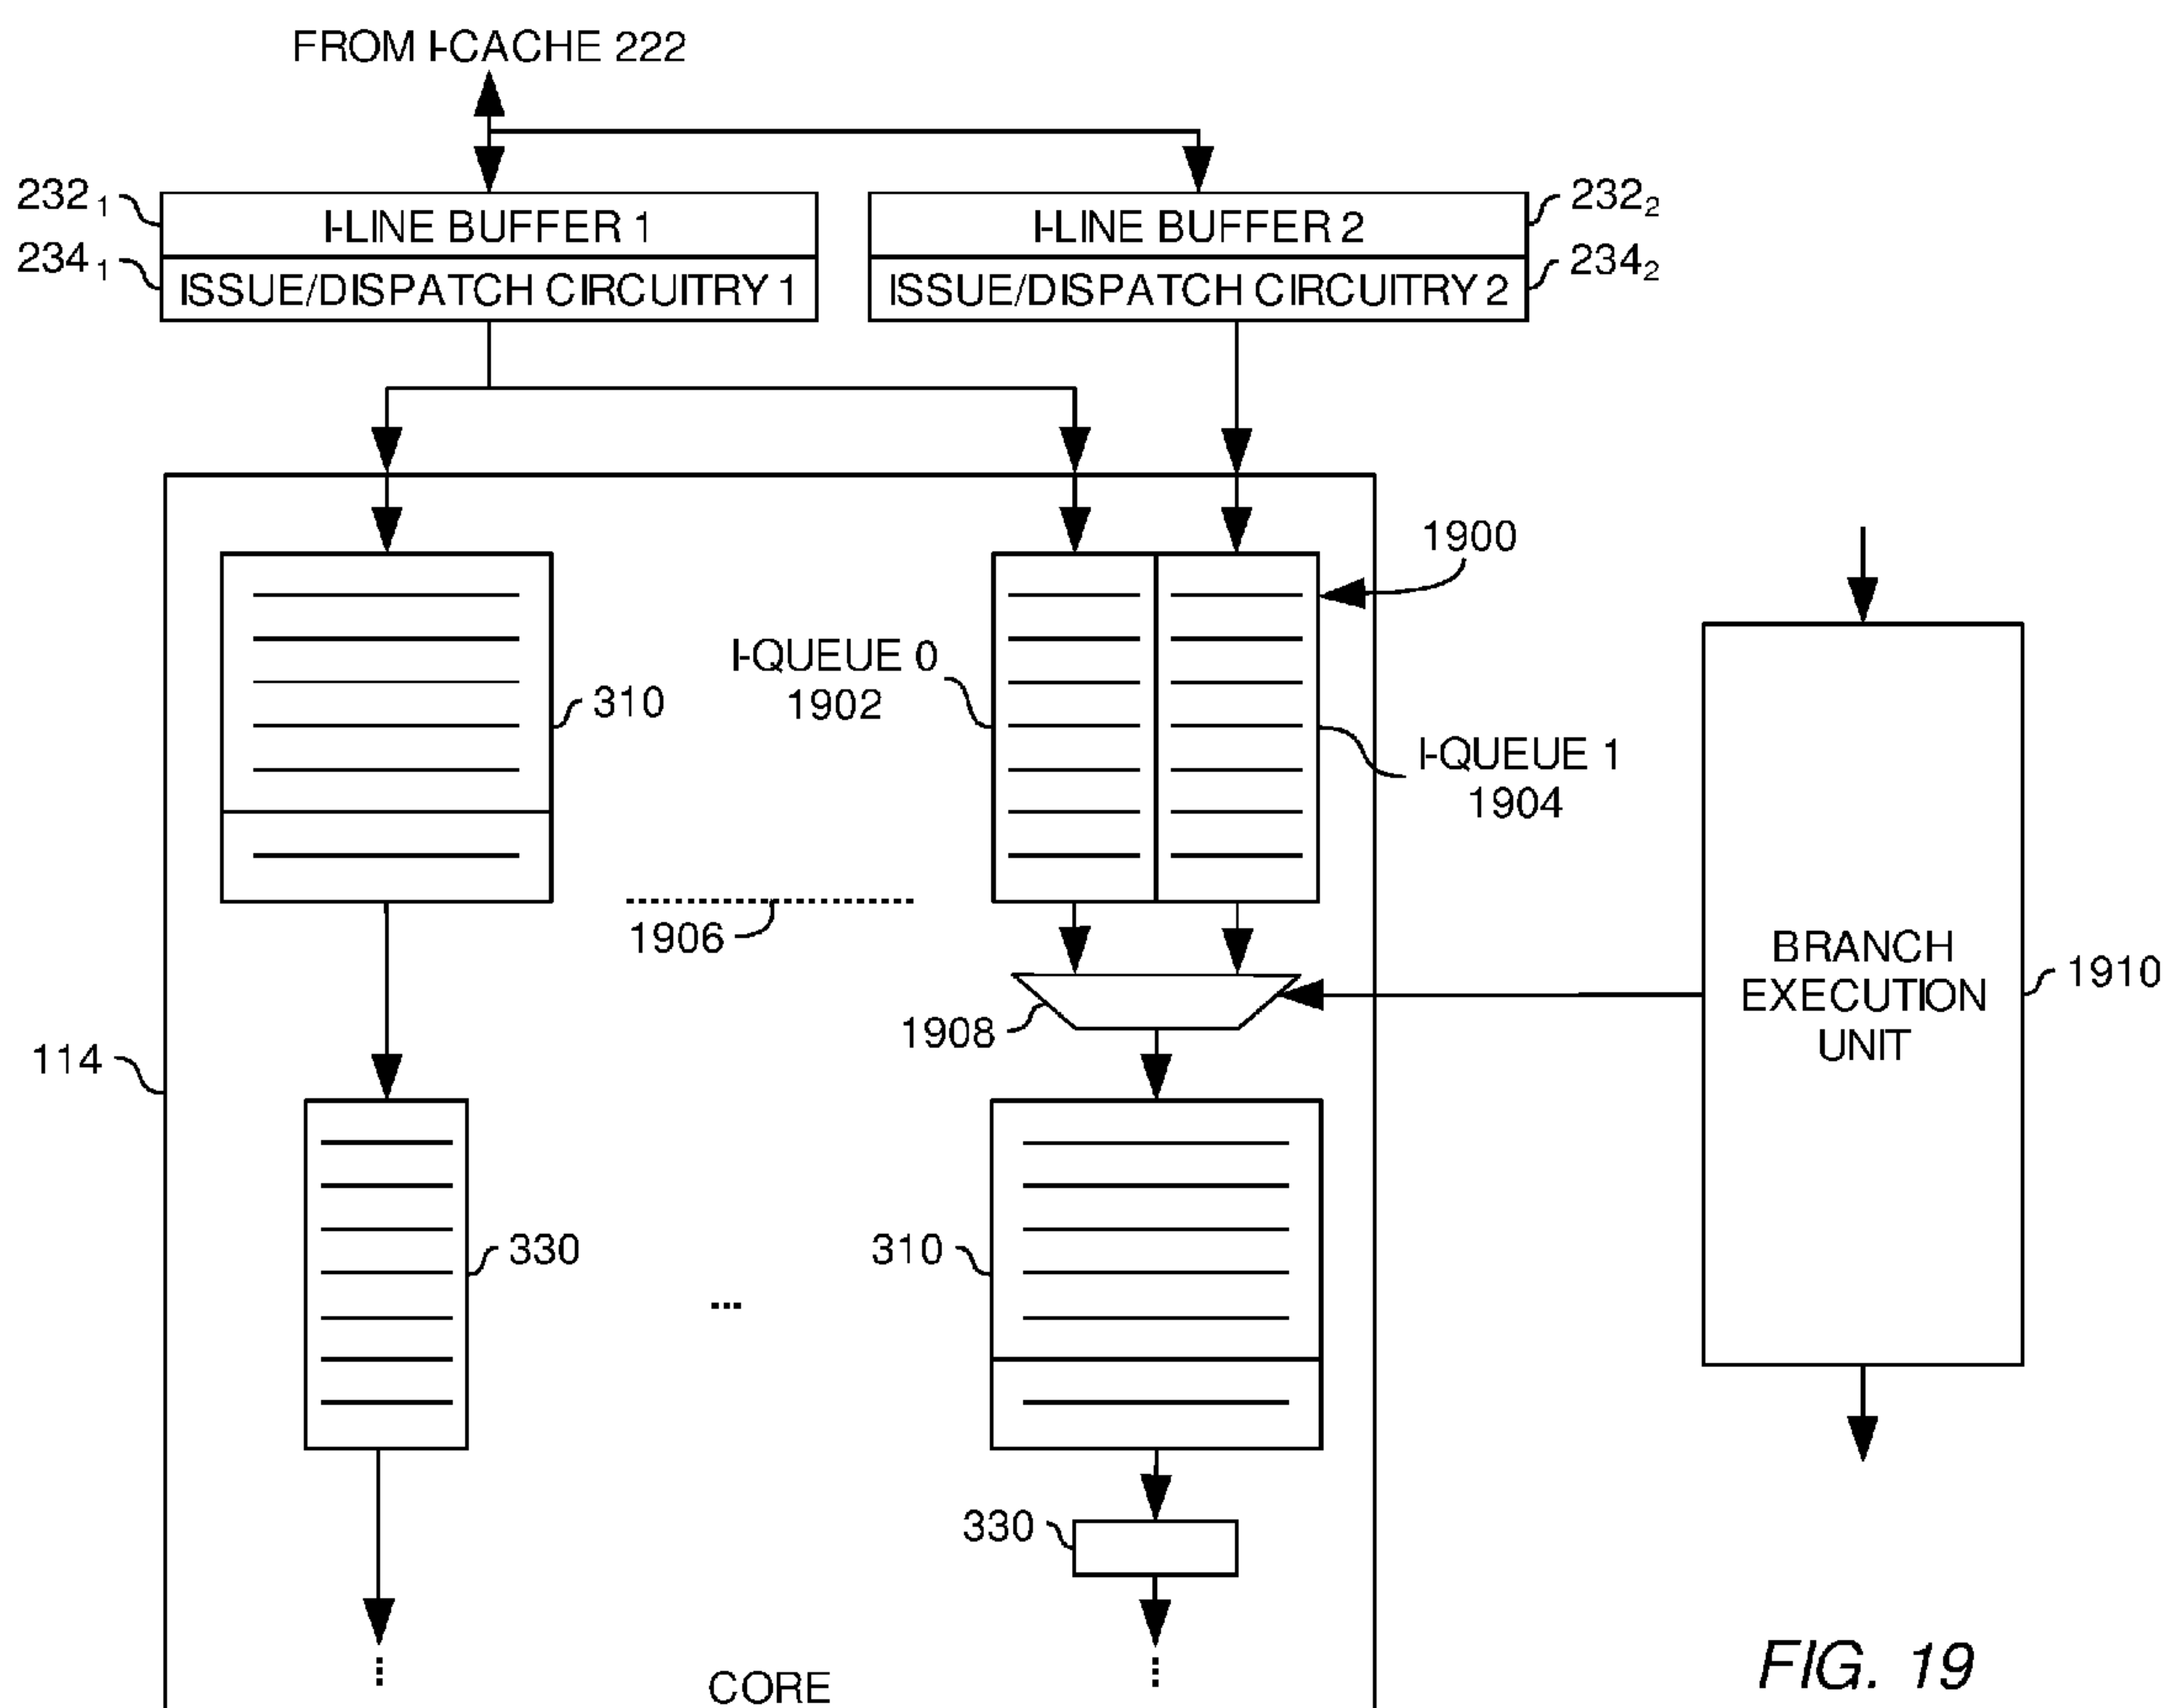 FROM I-CACHE 222
232₁
I-LINE BUFFER 1
I-LINE BUFFER 2
232₂
234₁
ISSUE/DISPATCH CIRCUITRY 1
ISSUE/DISPATCH CIRCUITRY 2
234₂
1900
I-QUEUE 0
1902
310
I-QUEUE 1
1904
1906
BRANCH
EXECUTION
UNIT
1910
1908
114
330
...
310
330
CORE
FIG. 19